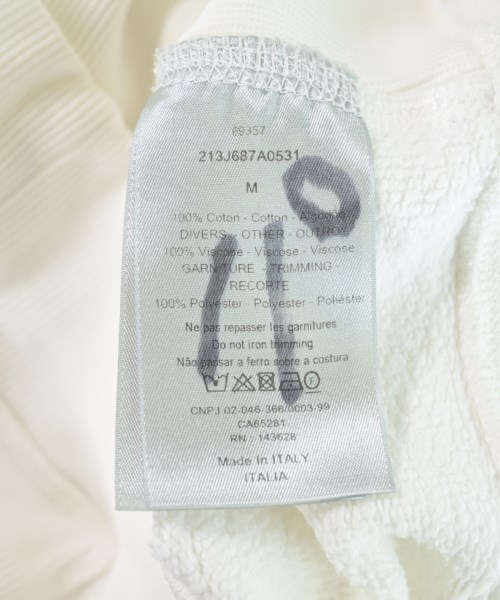 69357
213J687A0531
M
100% Coton - Cotton - Algodão
DIVERS - OTHER - OUTROS
100% Viscose - Viscose - Viscose
GARNITURE - TRIMMING -
RECORTE
100% Polyester - Polyester - Poliéster
Ne pas repasser les garnitures
Do not iron trimming
Não passar a ferro sobre a costura
CNPJ 02-046-366/0003-99
CA65281
RN : 143628
Made in ITALY
ITALIA